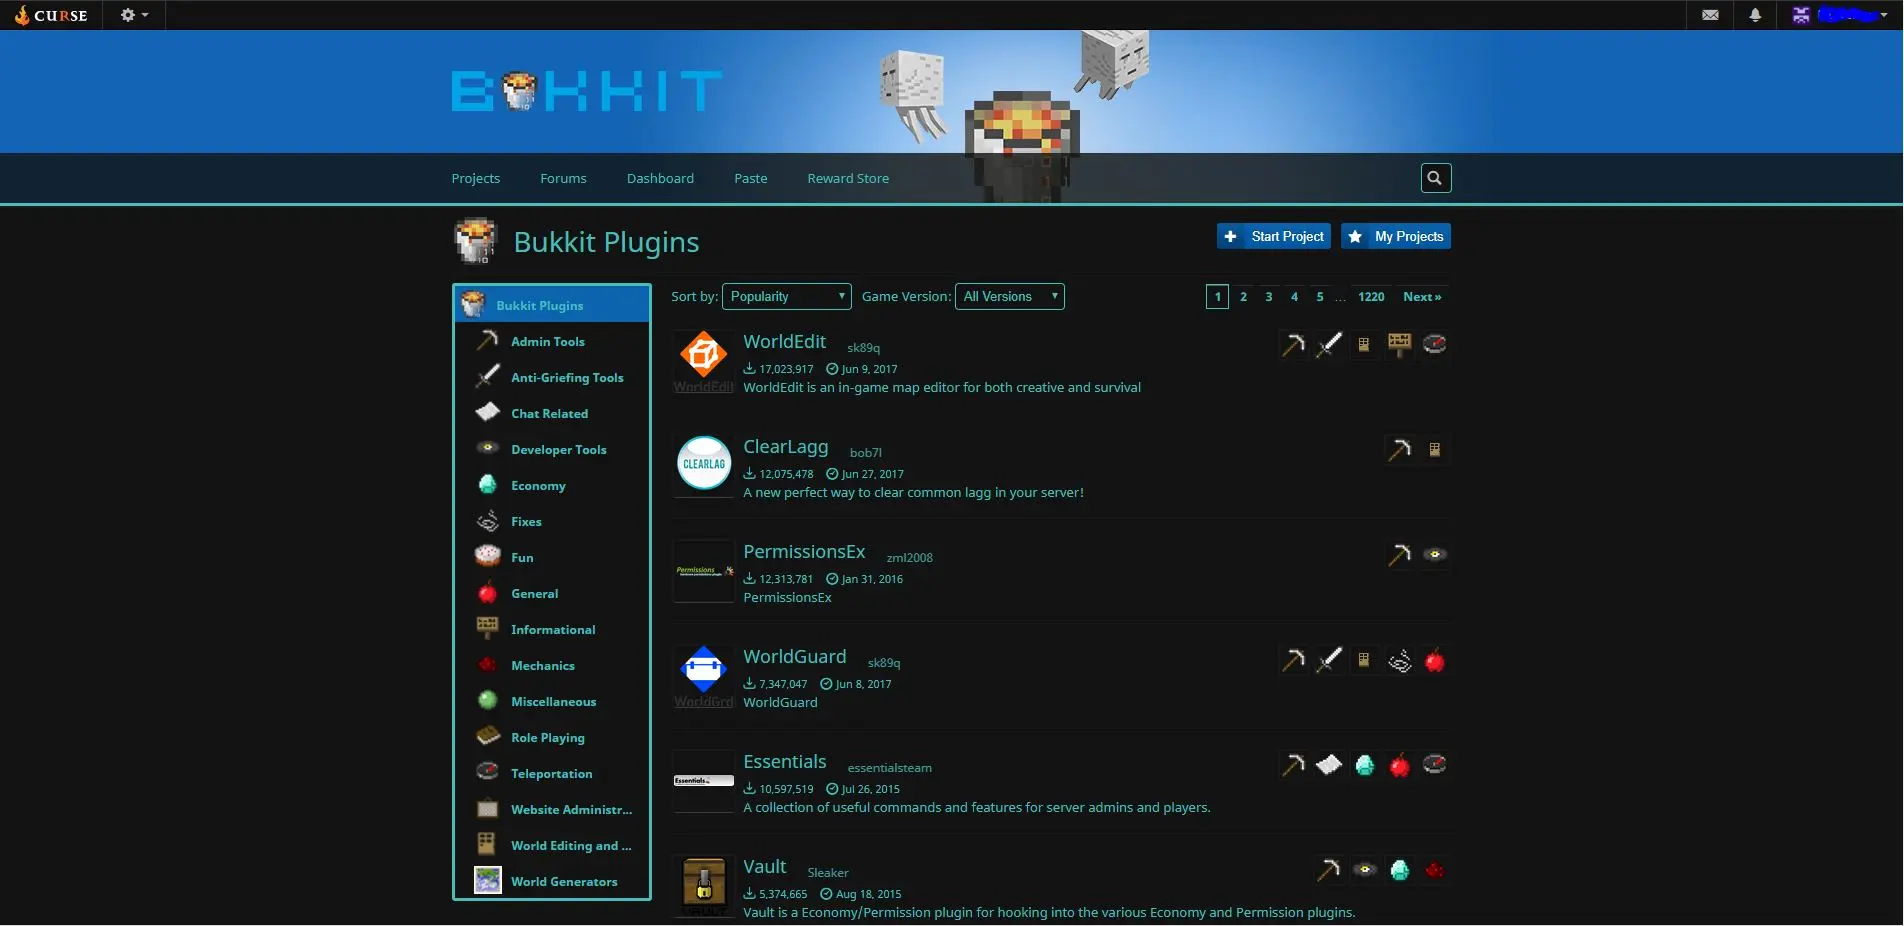 CURSE
BUKKIT
Projects Forums Dashboard Paste Reward Store
Bukkit Plugins
Start Project My Projects
Bukkit Plugins
Admin Tools
Anti-Griefing Tools
Chat Related
Developer Tools
Economy
Fixes
Fun
General
Informational
Mechanics
Miscellaneous
Role Playing
Teleportation
Website Administr...
World Editing and ...
World Generators
Sort by: Popularity Game Version: All Versions 1 2 3 4 5 ... 1220 Next »
WorldEdit sk89q
17,023,917 Jun 9, 2017
WorldEdit
WorldEdit is an in-game map editor for both creative and survival
CLEARLAG
ClearLagg bob7l
12,075,478 Jun 27, 2017
A new perfect way to clear common lagg in your server!
Permissions
PermissionsEx zml2008
12,313,781 Jan 31, 2016
PermissionsEx
WorldGuard sk89q
7,347,047 Jun 8, 2017
WorldGrd
WorldGuard
Essentials
Essentials essentialsteam
10,597,519 Jul 26, 2015
A collection of useful commands and features for server admins and players.
Vault Sleaker
5,374,665 Aug 18, 2015
VAULT
Vault is a Economy/Permission plugin for hooking into the various Economy and Permission plugins.